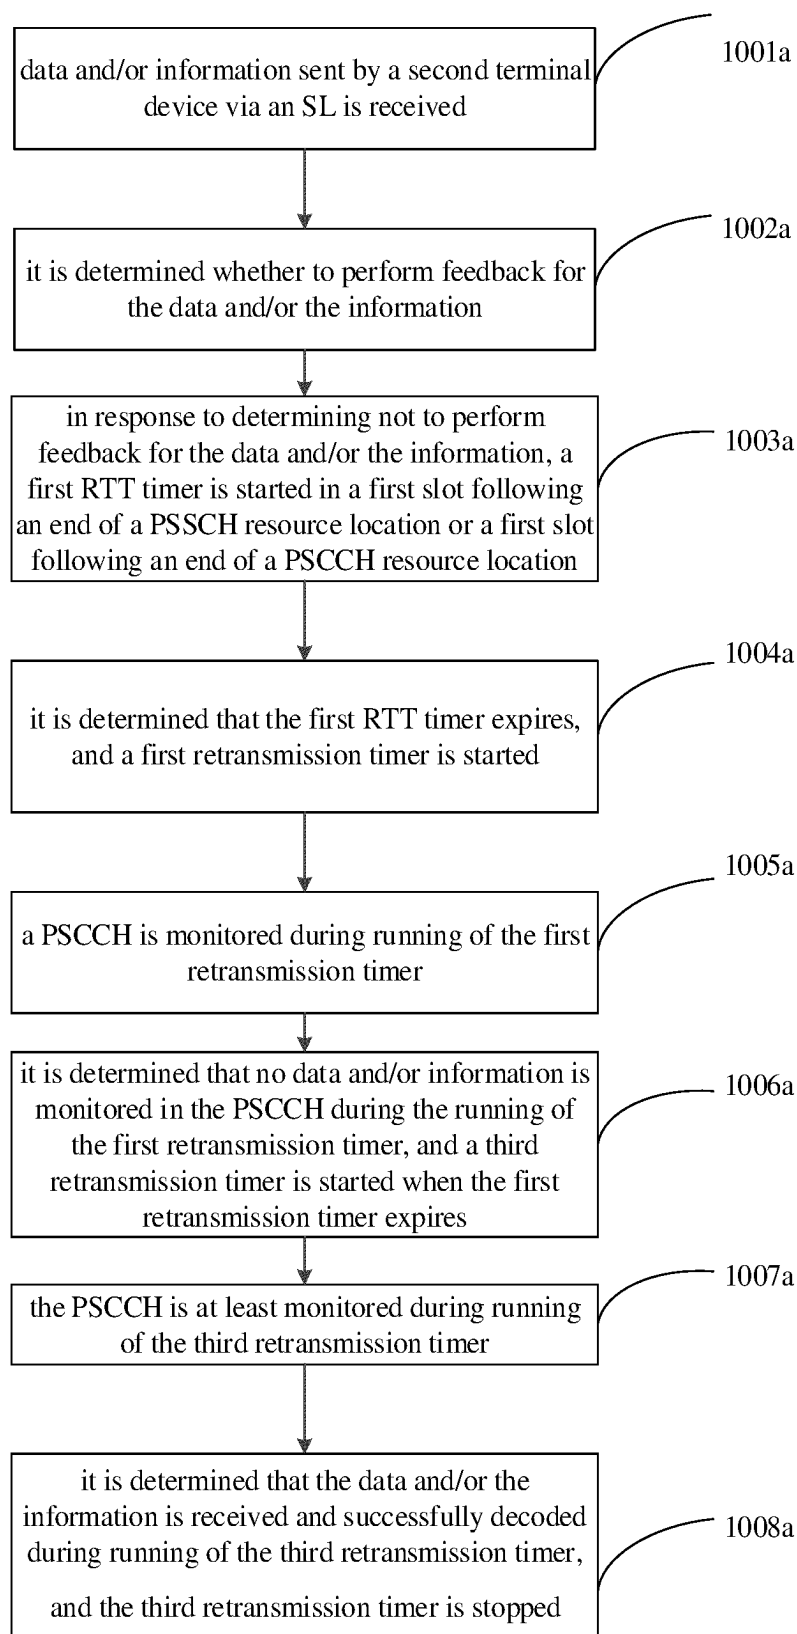 data and/or information sent by a second terminal
device via an SL is received
1001a
it is determined whether to perform feedback for
the data and/or the information
1002a
in response to determining not to perform
feedback for the data and/or the information, a
first RTT timer is started in a first slot following
an end of a PSSCH resource location or a first slot
following an end of a PSCCH resource location
1003a
it is determined that the first RTT timer expires,
and a first retransmission timer is started
1004a
a PSCCH is monitored during running of the first
retransmission timer
1005a
it is determined that no data and/or information is
monitored in the PSCCH during the running of
the first retransmission timer, and a third
retransmission timer is started when the first
retransmission timer expires
1006a
the PSCCH is at least monitored during running
of the third retransmission timer
1007a
it is determined that the data and/or the
information is received and successfully decoded
during running of the third retransmission timer,
and the third retransmission timer is stopped
1008a